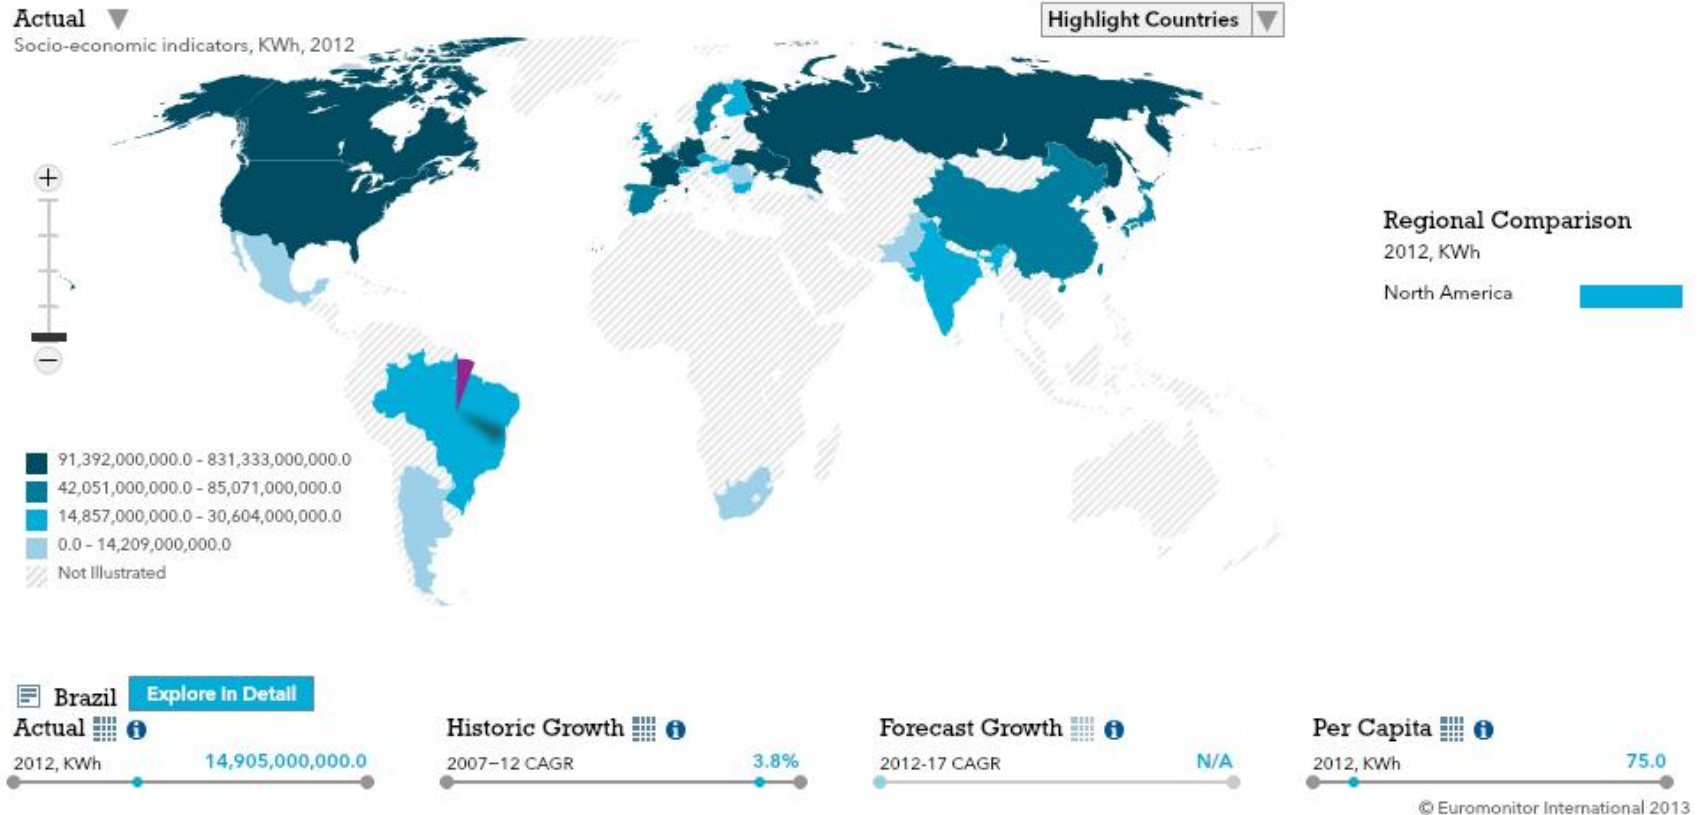 Actual
Highlight Countries
Socio-economic indicators, KWh, 2012
Regional Comparison
2012, KWh
North America
91,392,000,000.0 - 831,333,000,000.0
42,051,000,000.0 - 85,071,000,000.0
14,857,000,000.0 - 30,604,000,000.0
0.0 - 14,209,000,000.0
Not Illustrated
Brazil Explore in Detail
Actual Historic Growth Forecast Growth Per Capita
2012, KWh 14,905,000,000.0 2007–12 CAGR 3.8% 2012-17 CAGR N/A 2012, KWh 75.0
© Euromonitor International 2013